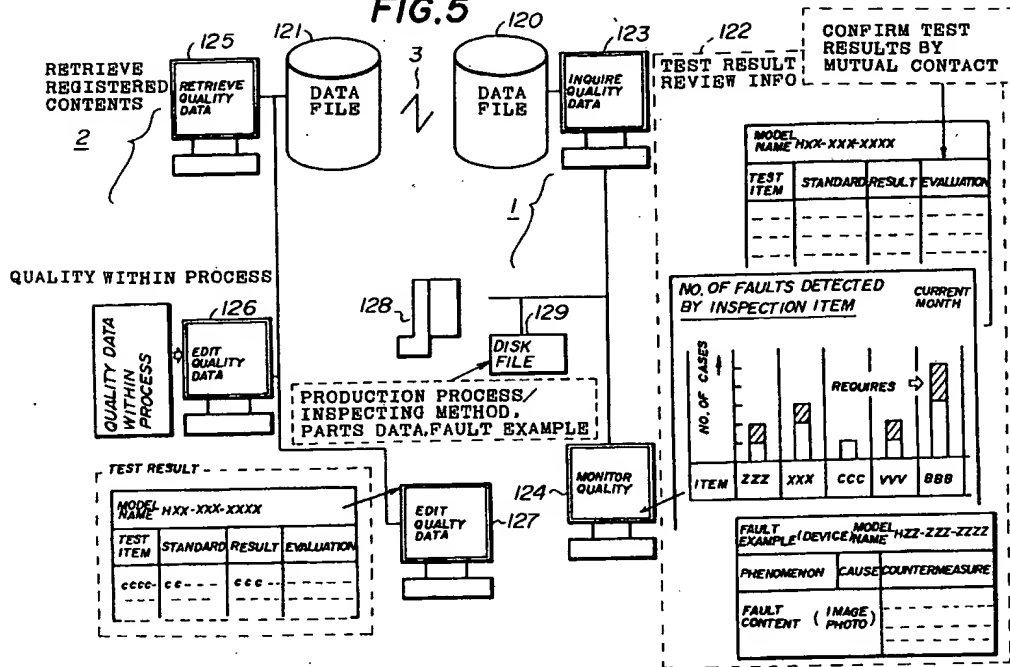 FIG.5
125
121
120
123
122
CONFIRM TEST
RESULTS BY
MUTUAL CONTACT
RETRIEVE
REGISTERED
CONTENTS
2
RETRIEVE
QUALITY
DATA
DATA
FILE
3
DATA
FILE
INQUIRE
QUALITY
DATA
TEST RESULT
REVIEW INFO
MODEL
NAME HXX-XXX-XXXX
TEST
ITEM
STANDARD
RESULT
EVALUATION
1
QUALITY WITHIN PROCESS
126
QUALITY DATA
WITHIN
PROCESS
EDIT
QUALITY
DATA
128
129
DISK
FILE
PRODUCTION PROCESS/
INSPECTING METHOD,
PARTS DATA, FAULT EXAMPLE
NO. OF FAULTS DETECTED
BY INSPECTION ITEM
CURRENT
MONTH
NO. OF CASES
REQUIRES
ITEM ZZZ XXX CCC VVV BBB
TEST RESULT
MODEL
NAME HXX-XXX-XXXX
TEST
ITEM
STANDARD
RESULT
EVALUATION
cccc- cc---- ccc--
EDIT
QUALTY
DATA
127
124
MONITOR
QUALITY
FAULT
EXAMPLE (DEVICE)
MODEL
NAME HZZ-ZZZ-ZZZZ
PHENOMENON
CAUSE
COUNTERMEASURE
FAULT
CONTENT
(IMAGE
PHOTO)